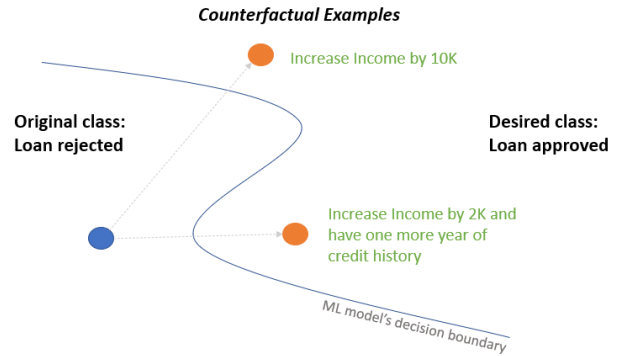 Counterfactual Examples
Increase Income by 10K
Original class:
Loan rejected
Desired class:
Loan approved
Increase Income by 2K and
have one more year of
credit history
ML model's decision boundary